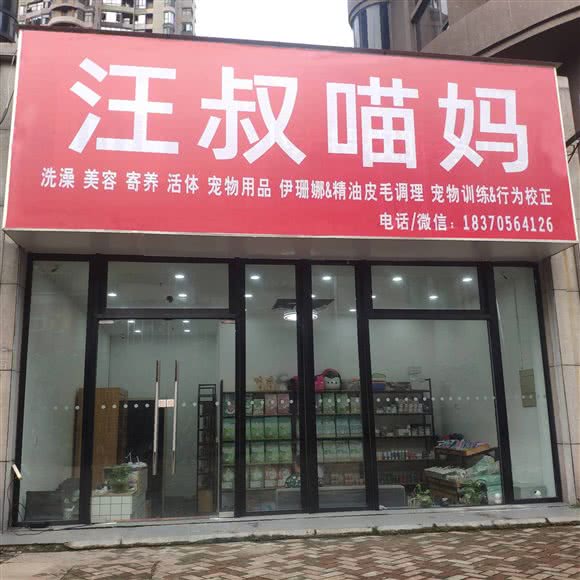 汪叔喵妈
洗澡 美容 寄养 活体 宠物用品 伊珊娜&精油皮毛调理 宠物训练&行为校正
电话/微信：18370564126